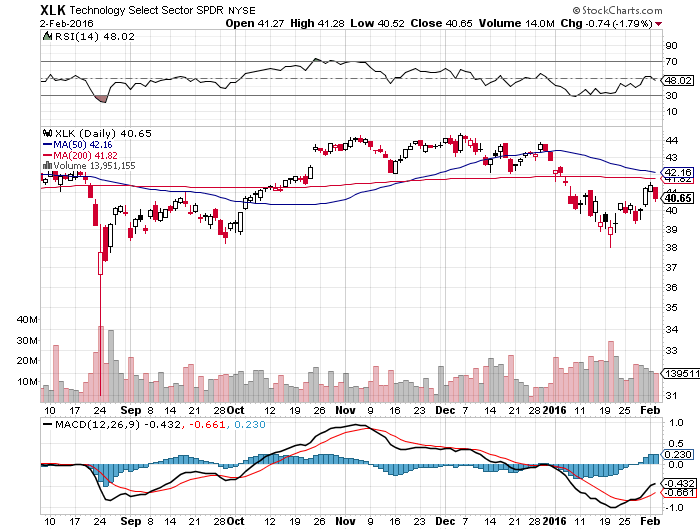 XLK Technology Select Sector SPDR NYSE © StockCharts.com
2-Feb-2016 Open 41.27 High 41.28 Low 40.52 Close 40.65 Volume 14.0M Chg -0.74 (-1.79%)
RSI(14) 48.02
90
70
48.02
30
10
XLK (Daily) 40.65
MA(50) 42.16
MA(200) 41.82
Volume 13,951,155
44
43
42.16
41.82
41
40.65
40
39
38
37
36
35
34
33
32
31
40M
30M
20M
10M
139511
10 17 24 Sep 8 14 21 28 Oct 12 19 26 Nov 9 16 23 Dec 7 14 21 28 2016 11 19 25 Feb
MACD(12,26,9) -0.432, -0.661, 0.230
1.0
0.5
0.230
-0.432
-0.661
-1.0
10 17 24 Sep 8 14 21 28 Oct 12 19 26 Nov 9 16 23 Dec 7 14 21 28 2016 11 19 25 Feb